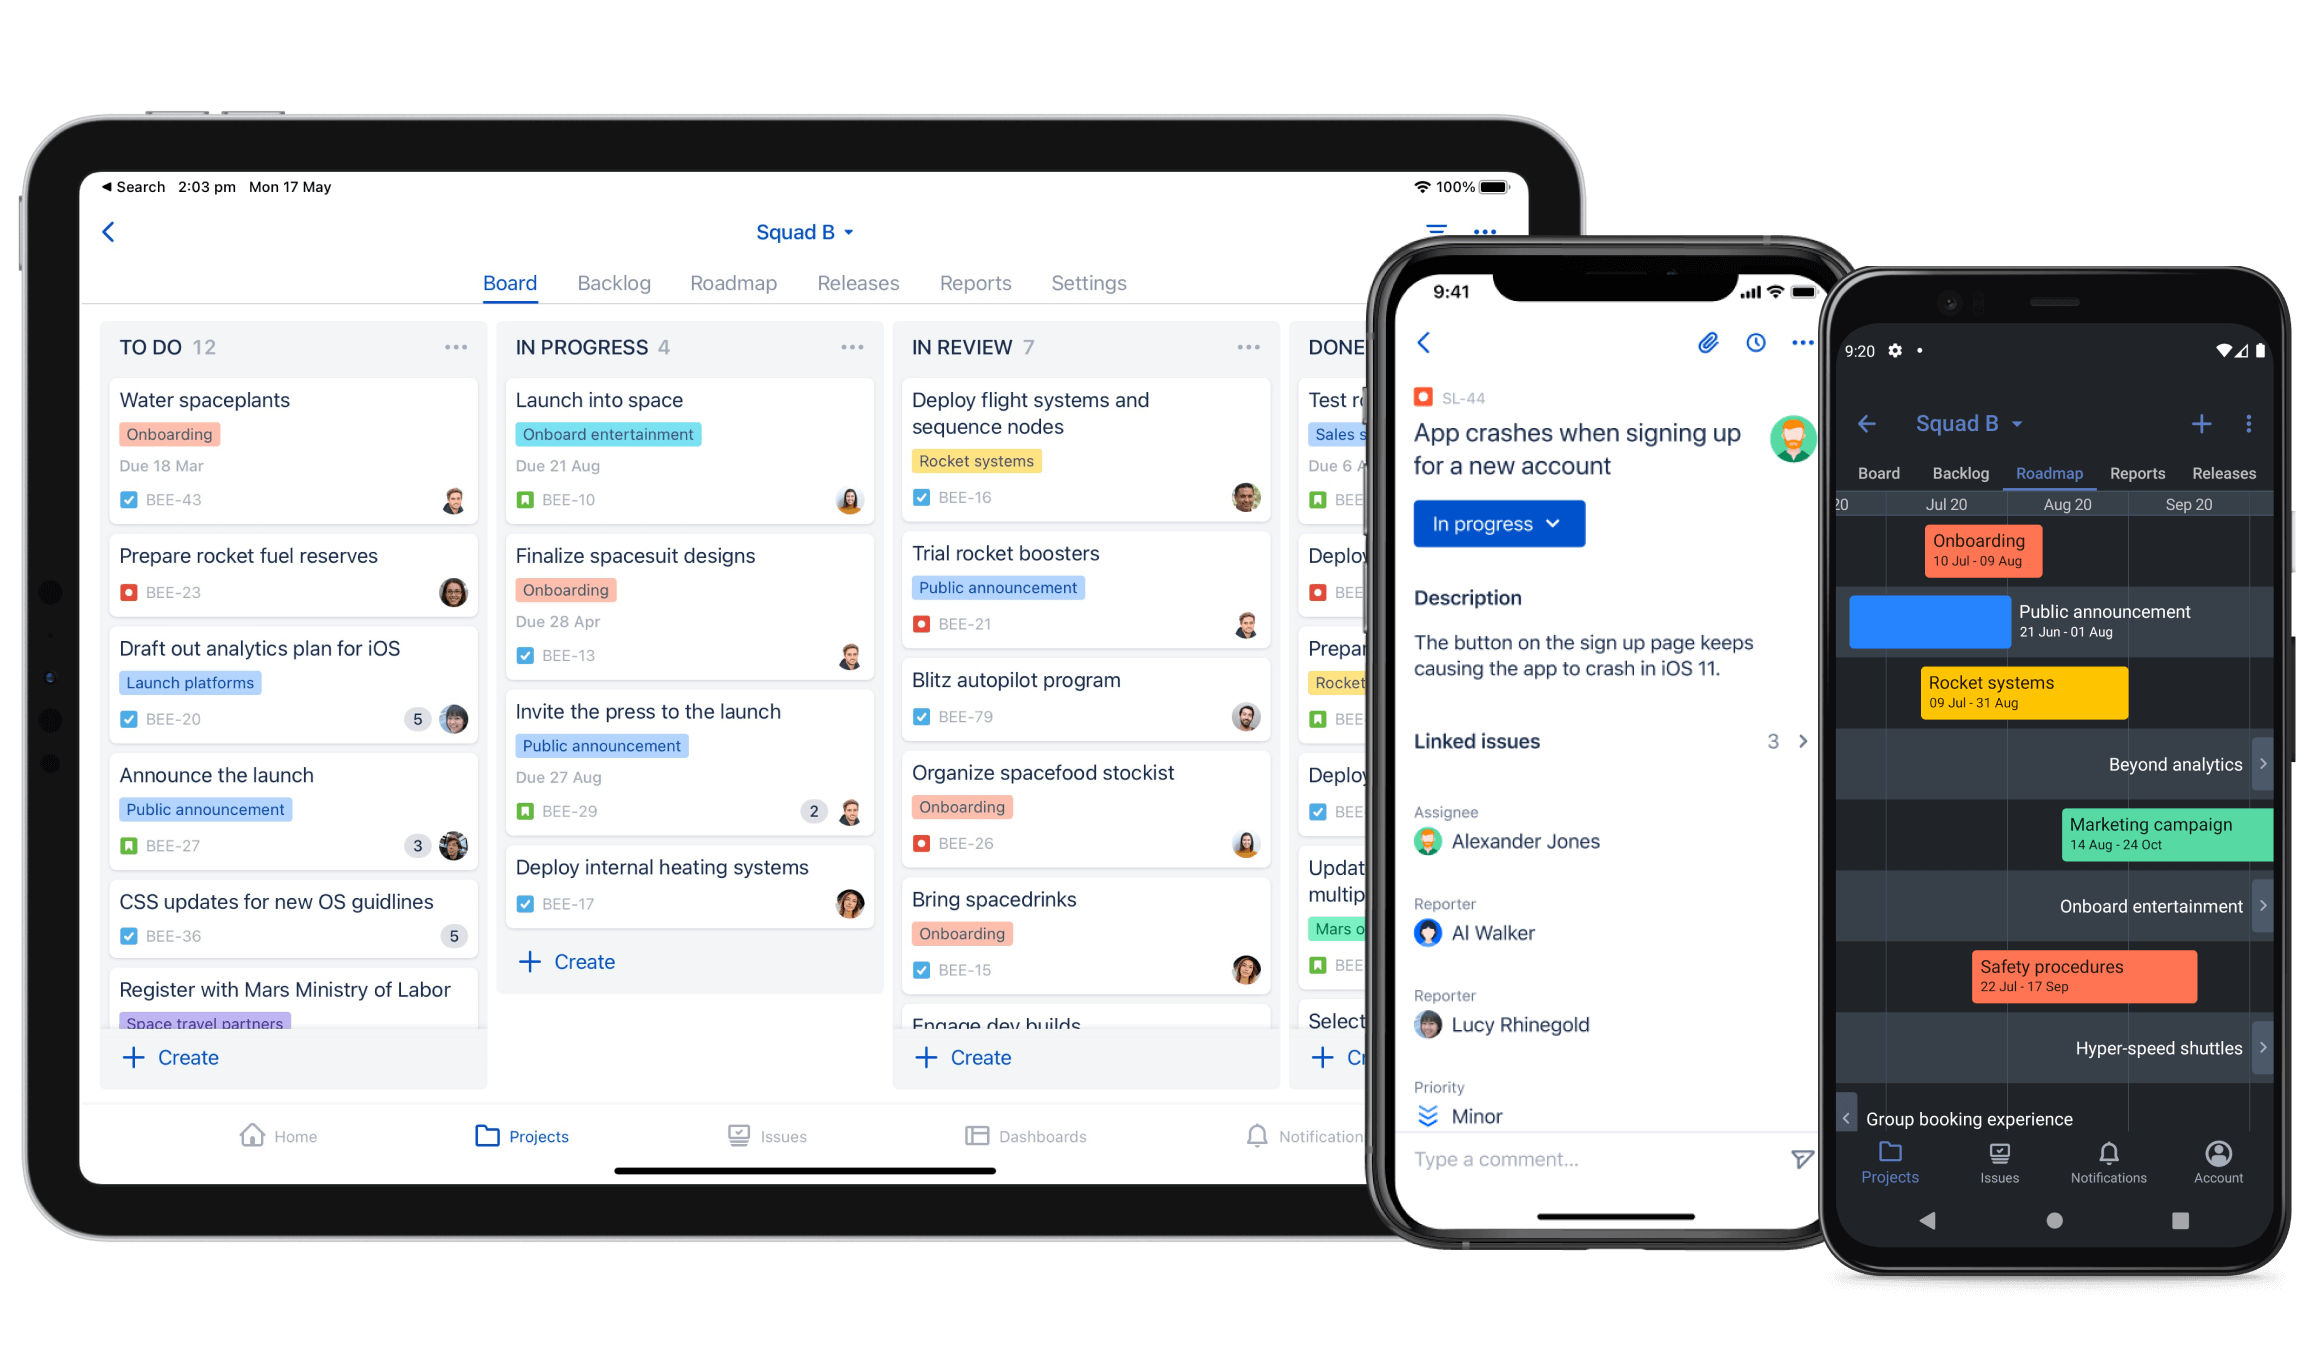 Search 2:03 pm Mon 17 May
100%
Squad B
Board Backlog Roadmap Releases Reports Settings
TO DO 12
Water spaceplants
Onboarding
Due 18 Mar
BEE-43
Prepare rocket fuel reserves
BEE-23
Draft out analytics plan for iOS
Launch platforms
BEE-20 5
Announce the launch
Public announcement
BEE-27 3
CSS updates for new OS guidlines
BEE-36 5
Register with Mars Ministry of Labor
Space travel partners
Create
IN PROGRESS 4
Launch into space
Onboard entertainment
Due 21 Aug
BEE-10
Finalize spacesuit designs
Onboarding
Due 28 Apr
BEE-13
Invite the press to the launch
Public announcement
Due 27 Aug
BEE-29 2
Deploy internal heating systems
BEE-17
Create
IN REVIEW 7
Deploy flight systems and
sequence nodes
Rocket systems
BEE-16
Trial rocket boosters
Public announcement
BEE-21
Blitz autopilot program
BEE-79
Organize spacefood stockist
Onboarding
BEE-26
Bring spacedrinks
Onboarding
BEE-15
Engage dev builds
Create
DONE
Test
Sales
Due 6
BEE
BEE
Rocket
BEE
BEE
Mars
BEE
Select
Home Projects Issues Dashboards
9:41
SL-44
App crashes when signing up
for a new account
In progress
Description
The button on the sign up page keeps
causing the app to crash in iOS 11.
Linked issues 3
Assignee
Alexander Jones
Reporter
Al Walker
Reporter
Lucy Rhinegold
Priority
Minor
Type a comment...
9:20
Squad B
Board Backlog Roadmap Reports Releases
20 Jul 20 Aug 20 Sep 20
Onboarding
10 Jul - 09 Aug
Public announcement
21 Jun - 01 Aug
Rocket systems
09 Jul - 31 Aug
Beyond analytics
Marketing campaign
14 Aug - 24 Oct
Onboard entertainment
Safety procedures
22 Jul - 17 Sep
Hyper-speed shuttles
Group booking experience
Projects Issues Notifications Account